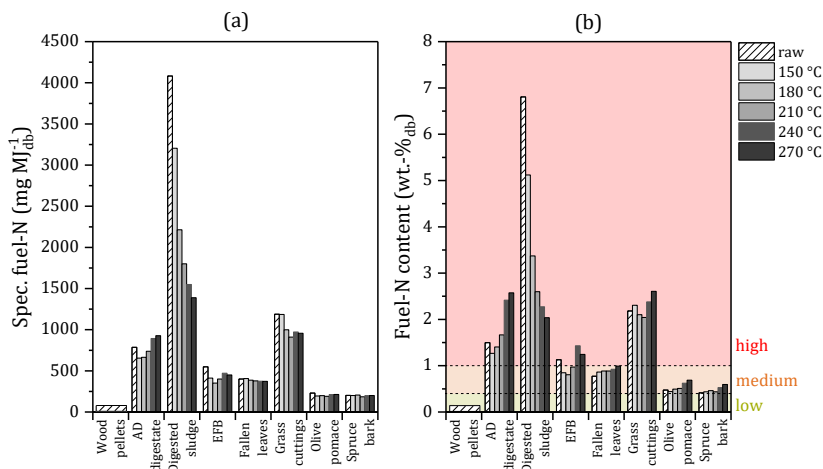 (a)
(b)
Spec. fuel-N (mg MJ⁻¹db)
4500
4000
3500
3000
2500
2000
1500
1000
500
0
Wood
pellets
AD
digestate
Digested
sludge
EFB
Fallen
leaves
Grass
cuttings
Olive
pomace
Spruce
bark
Fuel-N content (wt.-%db)
8
7
6
5
4
3
2
1
0
Wood
pellets
AD
digestate
Digested
sludge
EFB
Fallen
leaves
Grass
cuttings
Olive
pomace
Spruce
bark
raw
150 °C
180 °C
210 °C
240 °C
270 °C
high
medium
low